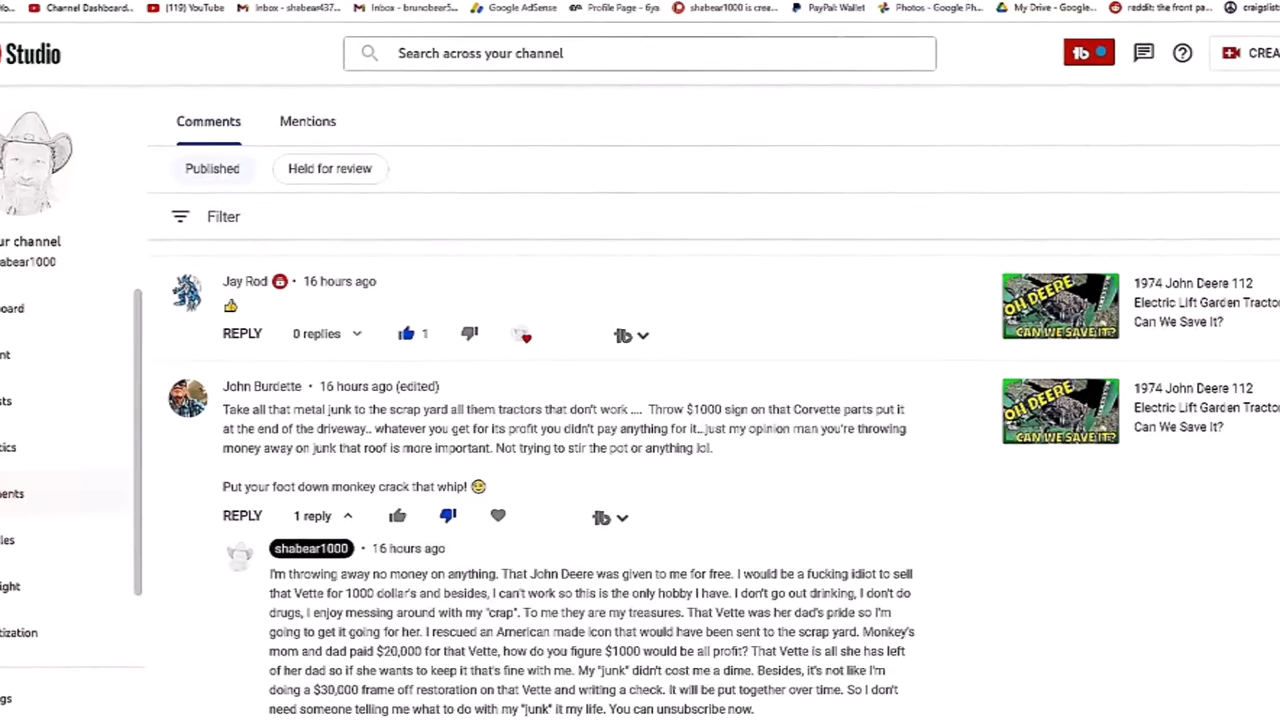 Channel Dashboard...
(119) YouTube
Inbox - shabear437...
Inbox - brunobeer5...
Google AdSense
Profile Page - 6ya
shabear1000 is crea...
PayPal: Wallet
Photos - Google Ph...
My Drive - Google...
reddit: the front pa...
craigslist
Studio
Search across your channel
CREA
Comments
Mentions
Published
Held for review
Filter
ur channel
abear1000
oard
nt
sts
tics
ents
les
ight
tization
gs
Jay Rod • 16 hours ago
REPLY 0 replies 1
OH DEERE
CAN WE SAVE IT?
1974 John Deere 112
Electric Lift Garden Tracto
Can We Save It?
John Burdette • 16 hours ago (edited)
Take all that metal junk to the scrap yard all them tractors that don't work .... Throw $1000 sign on that Corvette parts put it
at the end of the driveway.. whatever you get for its profit you didn't pay anything for it...just my opinion man you're throwing
money away on junk that roof is more important. Not trying to stir the pot or anything lol.
Put your foot down monkey crack that whip! 😉
REPLY 1 reply
OH DEERE
CAN WE SAVE IT?
1974 John Deere 112
Electric Lift Garden Tracto
Can We Save It?
shabear1000 • 16 hours ago
I'm throwing away no money on anything. That John Deere was given to me for free. I would be a fucking idiot to sell
that Vette for 1000 dollar's and besides, I can't work so this is the only hobby I have. I don't go out drinking, I don't do
drugs, I enjoy messing around with my "crap". To me they are my treasures. That Vette was her dad's pride so I'm
going to get it going for her. I rescued an American made icon that would have been sent to the scrap yard. Monkey's
mom and dad paid $20,000 for that Vette, how do you figure $1000 would be all profit? That Vette is all she has left
of her dad so if she wants to keep it that's fine with me. My "junk" didn't cost me a dime. Besides, it's not like I'm
doing a $30,000 frame off restoration on that Vette and writing a check. It will be put together over time. So I don't
need someone telling me what to do with my "junk" it my life. You can unsubscribe now.